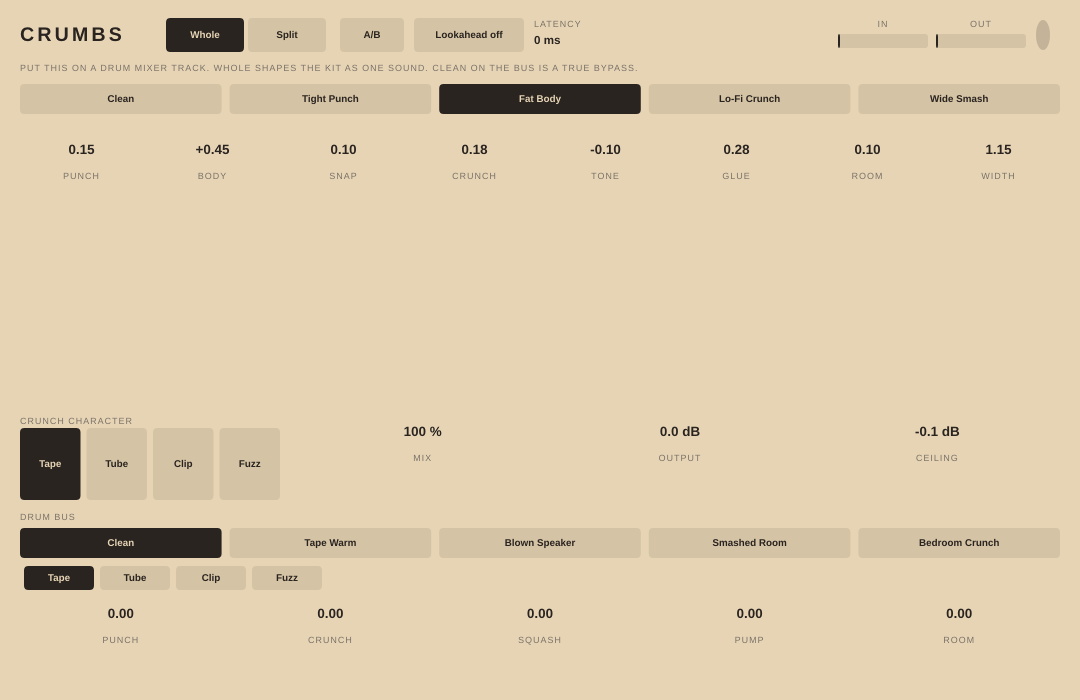 CRUMBS
Whole
Split
A/B
Lookahead off
LATENCY
0 ms
IN
OUT
PUT THIS ON A DRUM MIXER TRACK. WHOLE SHAPES THE KIT AS ONE SOUND. CLEAN ON THE BUS IS A TRUE BYPASS.
Clean
Tight Punch
Fat Body
Lo-Fi Crunch
Wide Smash
0.15
+0.45
0.10
0.18
-0.10
0.28
0.10
1.15
PUNCH
BODY
SNAP
CRUNCH
TONE
GLUE
ROOM
WIDTH
CRUNCH CHARACTER
Tape
Tube
Clip
Fuzz
100 %
0.0 dB
-0.1 dB
MIX
OUTPUT
CEILING
DRUM BUS
Clean
Tape Warm
Blown Speaker
Smashed Room
Bedroom Crunch
Tape
Tube
Clip
Fuzz
0.00
0.00
0.00
0.00
0.00
PUNCH
CRUNCH
SQUASH
PUMP
ROOM